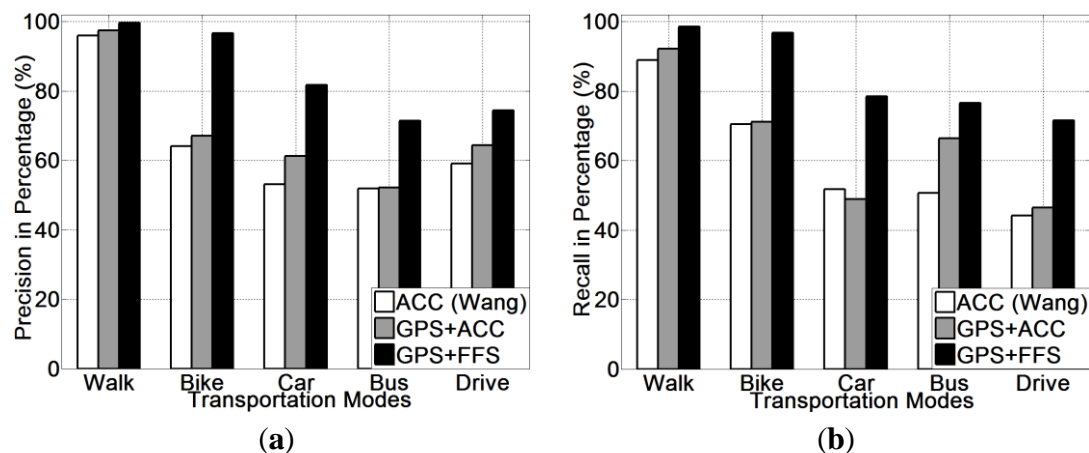 100
80
60
40
20
0
Precision in Percentage (%)
ACC (Wang)
GPS+ACC
GPS+FFS
Walk Bike Car Bus Drive
Transportation Modes
(a)
100
80
60
40
20
0
Recall in Percentage (%)
ACC (Wang)
GPS+ACC
GPS+FFS
Walk Bike Car Bus Drive
Transportation Modes
(b)